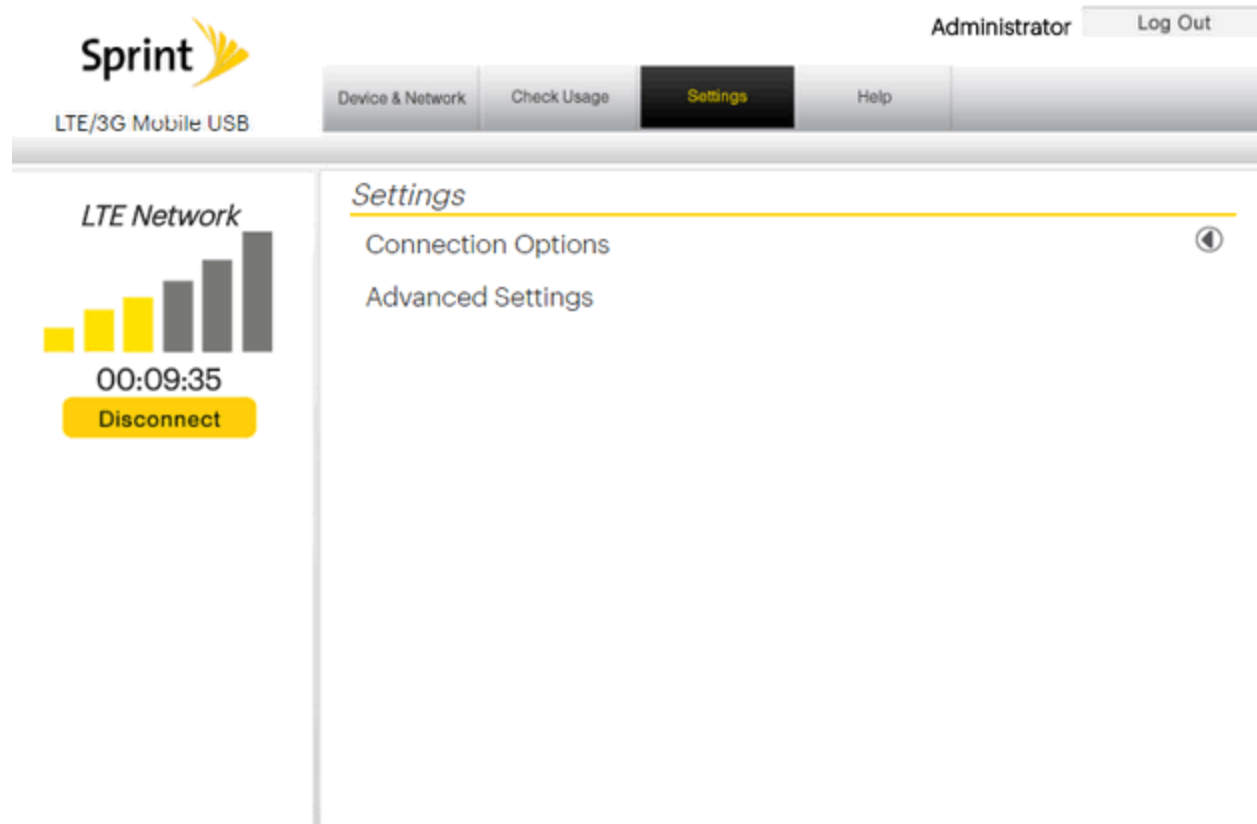 Administrator Log Out
Sprint
LTE/3G Mobile USB
Device & Network Check Usage Settings Help
LTE Network
00:09:35
Disconnect
Settings
Connection Options
Advanced Settings